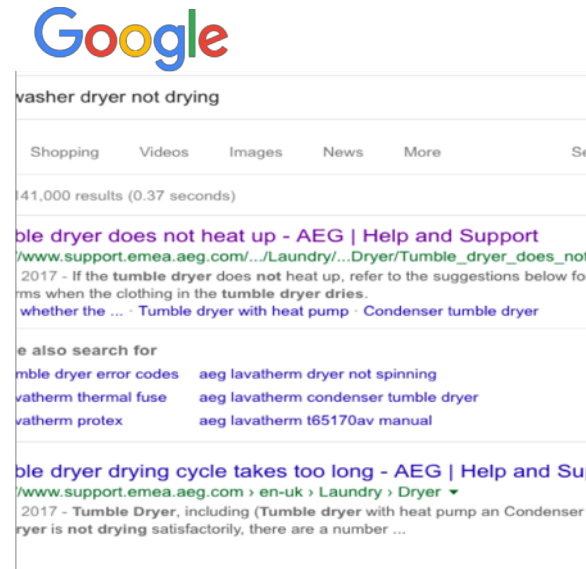 Google
washer dryer not drying
Shopping Videos Images News More Se
141,000 results (0.37 seconds)
ble dryer does not heat up - AEG | Help and Support
/www.support.emea.aeg.com/.../Laundry/...Dryer/Tumble_dryer_does_not
2017 - If the tumble dryer does not heat up, refer to the suggestions below fo
rms when the clothing in the tumble dryer dries.
whether the ... · Tumble dryer with heat pump · Condenser tumble dryer
e also search for
mble dryer error codes aeg lavatherm dryer not spinning
vatherm thermal fuse aeg lavatherm condenser tumble dryer
vatherm protex aeg lavatherm t65170av manual
ble dryer drying cycle takes too long - AEG | Help and Su
/www.support.emea.aeg.com › en-uk › Laundry › Dryer
2017 - Tumble Dryer, including (Tumble dryer with heat pump an Condenser
ryer is not drying satisfactorily, there are a number ...